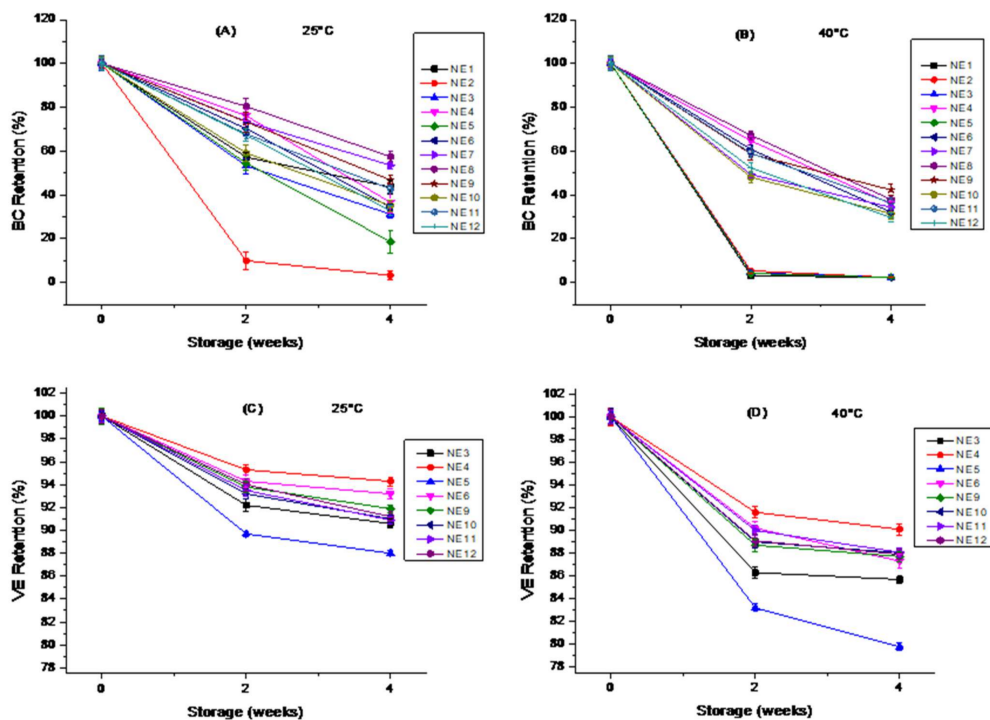 (A) 25°C
BC Retention (%)
120
100
80
60
40
20
0
0 2 4
Storage (weeks)
NE1
NE2
NE3
NE4
NE5
NE6
NE7
NE8
NE9
NE10
NE11
NE12
(B) 40°C
BC Retention (%)
120
100
80
60
40
20
0
0 2 4
Storage (weeks)
NE1
NE2
NE3
NE4
NE5
NE6
NE7
NE8
NE9
NE10
NE11
NE12
(C) 25°C
VE Retention (%)
102
100
98
96
94
92
90
88
86
84
82
80
78
0 2 4
Storage (weeks)
NE3
NE4
NE5
NE6
NE9
NE10
NE11
NE12
(D) 40°C
VE Retention (%)
102
100
98
96
94
92
90
88
86
84
82
80
78
0 2 4
Storage (weeks)
NE3
NE4
NE5
NE6
NE9
NE10
NE11
NE12